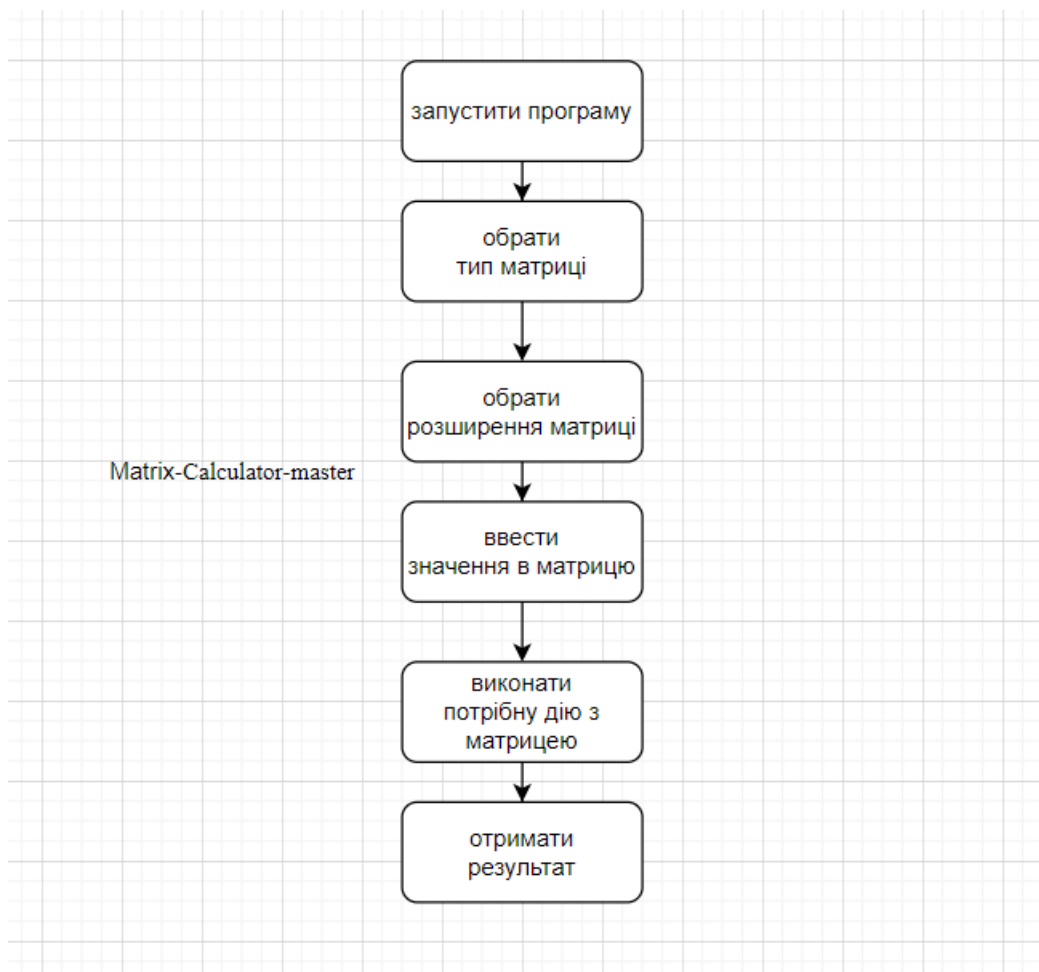 запустити програму
обрати
тип матриці
обрати
розширення матриці
Matrix-Calculator-master
ввести
значення в матрицю
виконати
потрібну дію з
матрицею
отримати
результат